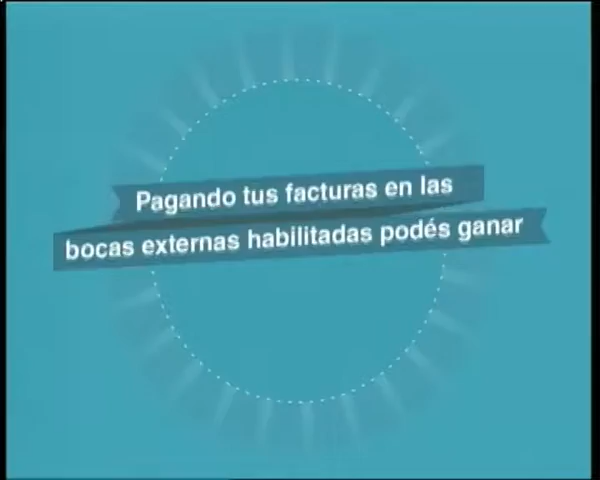 Pagando tus facturas en las
bocas externas habilitadas podés ganar